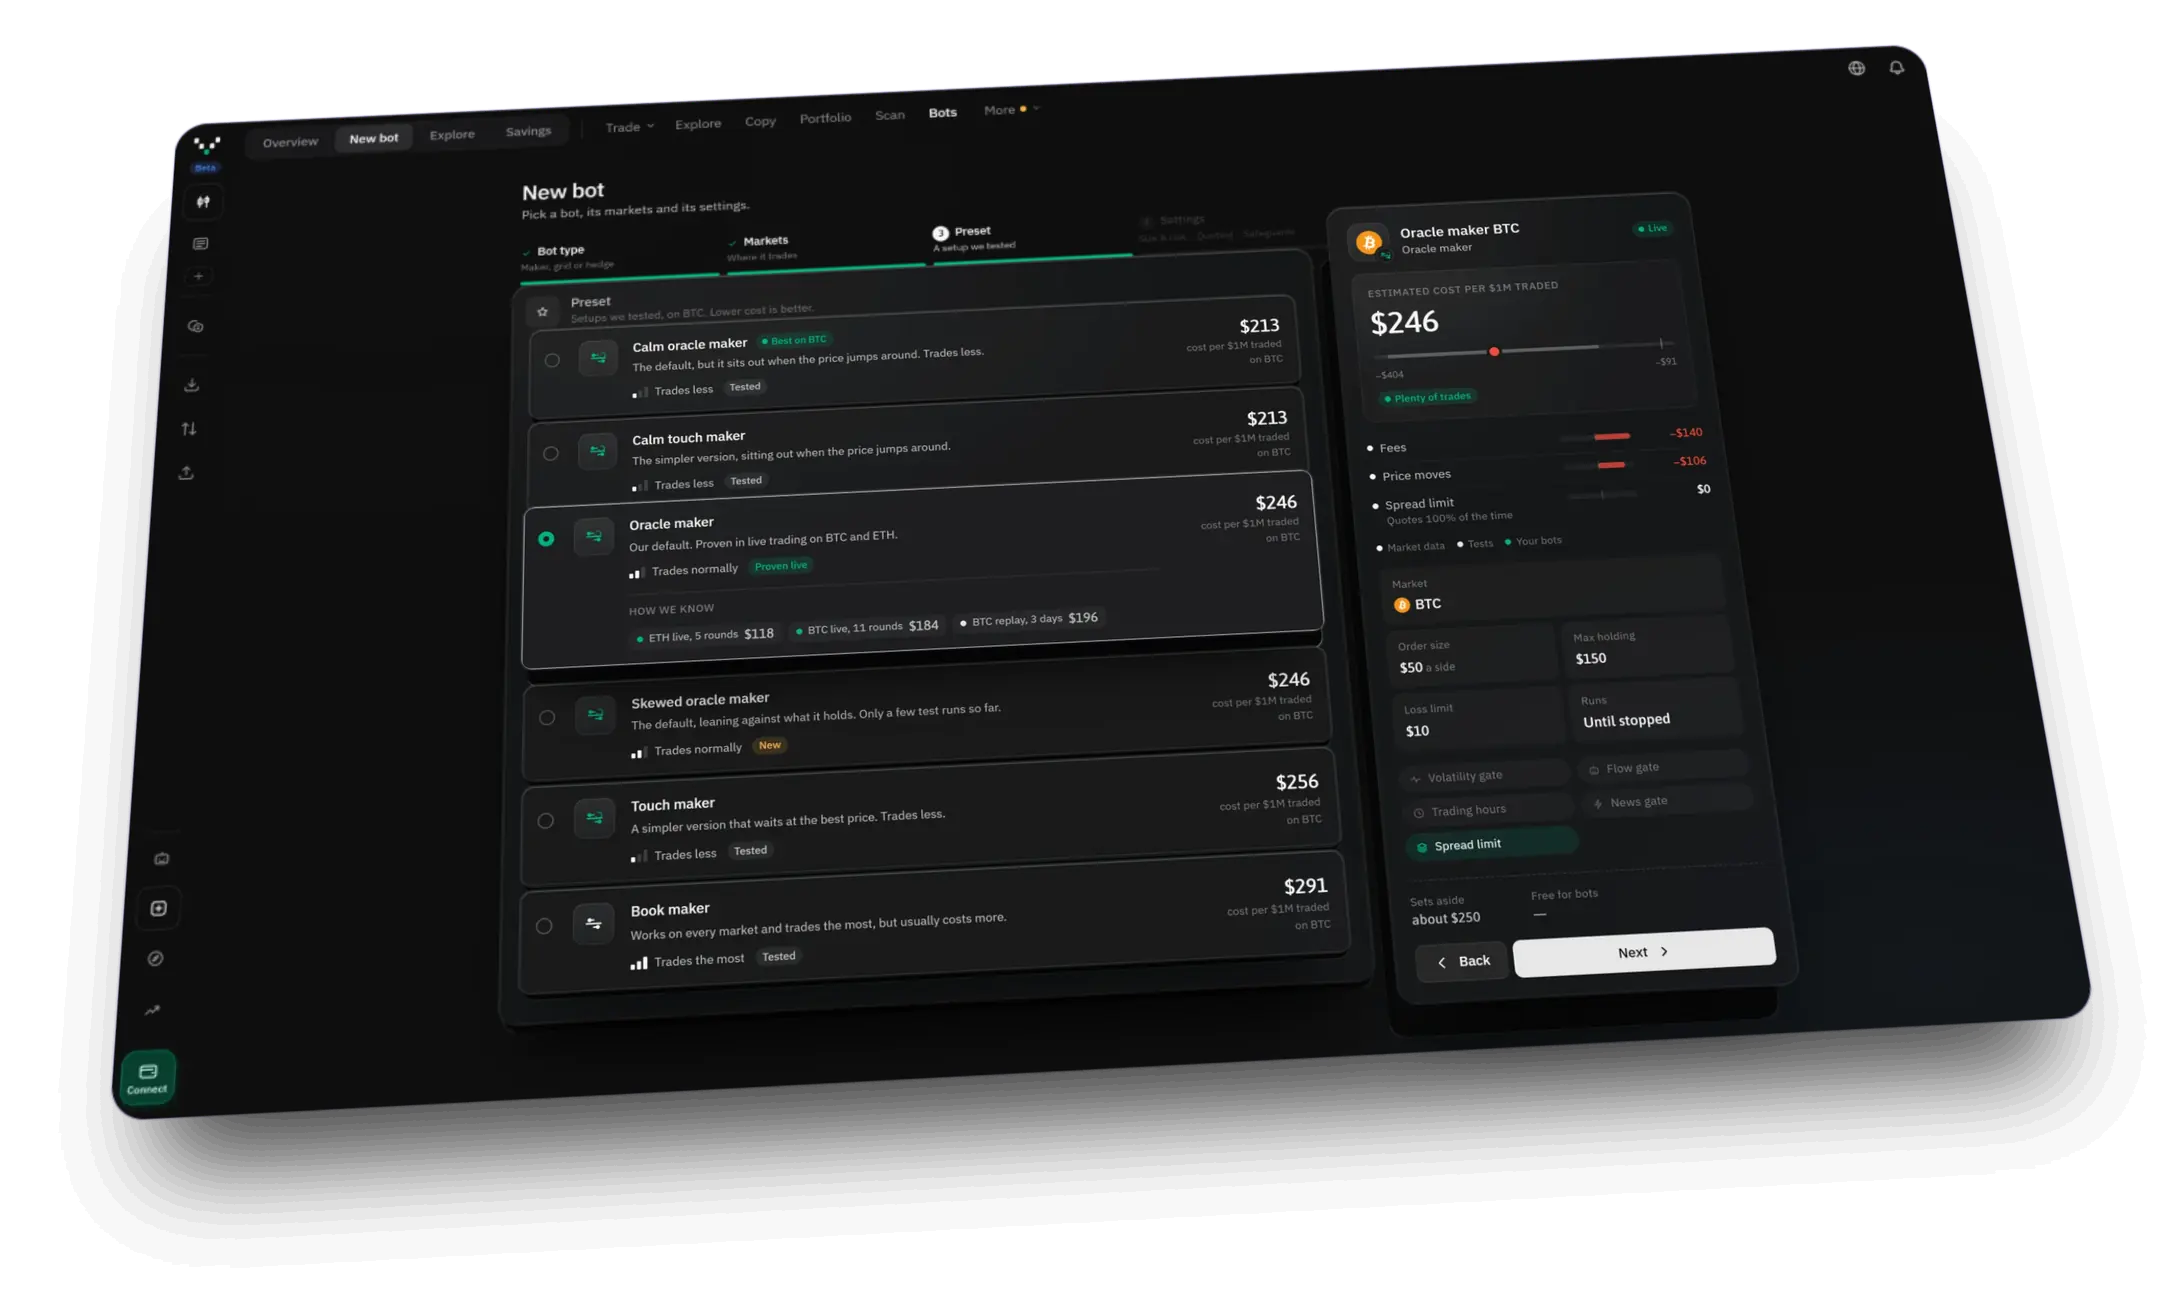 Beta
Overview
New bot
Explore
Savings
Trade
Explore
Copy
Portfolio
Scan
Bots
More
New bot
Pick a bot, its markets and its settings.
Bot type
Maker, grid or hedge
Markets
Where it trades
3 Preset
A setup we tested
Settings
Preset
Setups we tested, on BTC. Lower cost is better.
Calm oracle maker Best on BTC
The default, but it sits out when the price jumps around. Trades less.
Trades less Tested
$213
cost per $1M traded
on BTC
Calm touch maker
The simpler version, sitting out when the price jumps around.
Trades less Tested
$213
cost per $1M traded
on BTC
Oracle maker
Our default. Proven in live trading on BTC and ETH.
Trades normally Proven live
$246
cost per $1M traded
on BTC
HOW WE KNOW
ETH live, 5 rounds $118
BTC live, 11 rounds $184
BTC replay, 3 days $196
Skewed oracle maker
The default, leaning against what it holds. Only a few test runs so far.
Trades normally New
$246
cost per $1M traded
on BTC
Touch maker
A simpler version that waits at the best price. Trades less.
Trades less Tested
$256
cost per $1M traded
on BTC
Book maker
Works on every market and trades the most, but usually costs more.
Trades the most Tested
$291
cost per $1M traded
on BTC
Oracle maker BTC
Oracle maker
Live
ESTIMATED COST PER $1M TRADED
$246
−$404
−$91
Plenty of trades
Fees −$140
Price moves −$106
Spread limit $0
Quotes 100% of the time
Market data
Tests
Your bots
Market
BTC
Order size
$50 a side
Max holding
$150
Loss limit
$10
Runs
Until stopped
Volatility gate
Flow gate
Trading hours
News gate
Spread limit
Sets aside
about $250
Free for bots
—
Back
Next
Connect